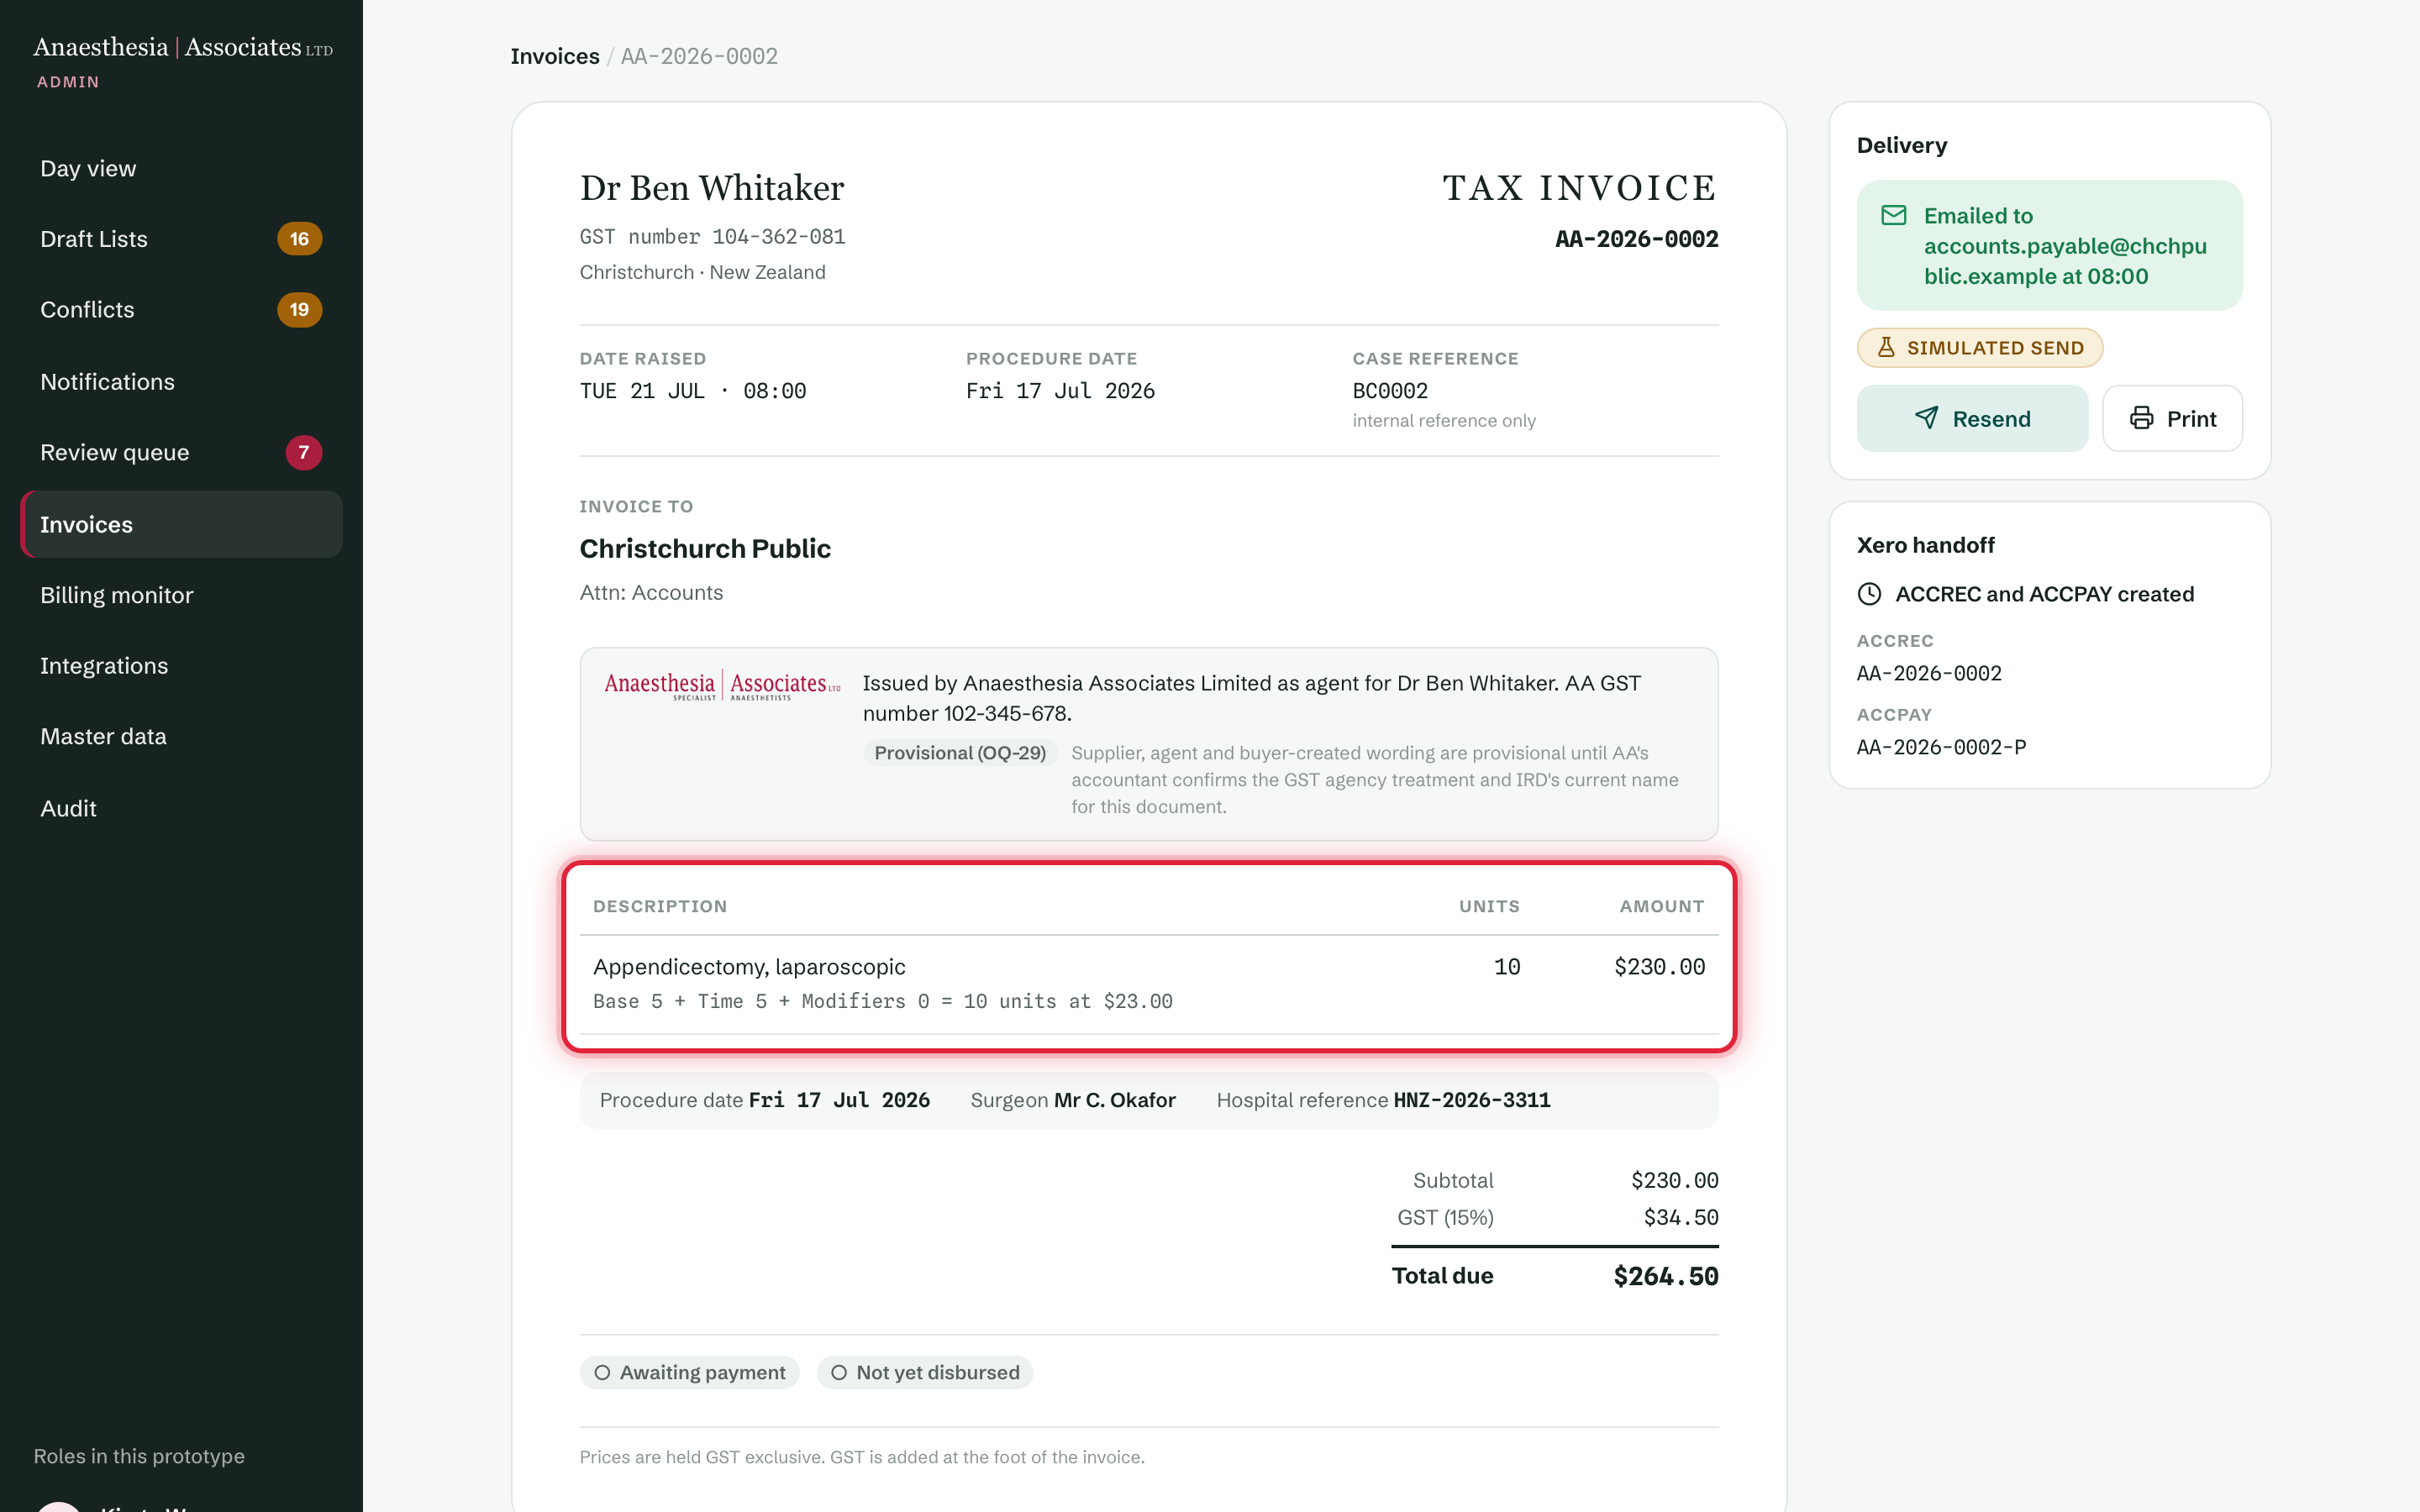 Anaesthesia | Associates LTD
ADMIN
Day view
Draft Lists 16
Conflicts 19
Notifications
Review queue 7
Invoices
Billing monitor
Integrations
Master data
Audit
Roles in this prototype
Invoices / AA-2026-0002
Dr Ben Whitaker
GST number 104-362-081
Christchurch · New Zealand
TAX INVOICE
AA-2026-0002
DATE RAISED
TUE 21 JUL · 08:00
PROCEDURE DATE
Fri 17 Jul 2026
CASE REFERENCE
BC0002
internal reference only
INVOICE TO
Christchurch Public
Attn: Accounts
Anaesthesia | Associates LTD
SPECIALIST ANAESTHETISTS
Issued by Anaesthesia Associates Limited as agent for Dr Ben Whitaker. AA GST
number 102-345-678.
Provisional (OQ-29)
Supplier, agent and buyer-created wording are provisional until AA's
accountant confirms the GST agency treatment and IRD's current name
for this document.
DESCRIPTION UNITS AMOUNT
Appendicectomy, laparoscopic 10 $230.00
Base 5 + Time 5 + Modifiers 0 = 10 units at $23.00
Procedure date Fri 17 Jul 2026 Surgeon Mr C. Okafor Hospital reference HNZ-2026-3311
Subtotal $230.00
GST (15%) $34.50
Total due $264.50
Awaiting payment Not yet disbursed
Prices are held GST exclusive. GST is added at the foot of the invoice.
Delivery
Emailed to
accounts.payable@chchpu
blic.example at 08:00
SIMULATED SEND
Resend Print
Xero handoff
ACCREC and ACCPAY created
ACCREC
AA-2026-0002
ACCPAY
AA-2026-0002-P